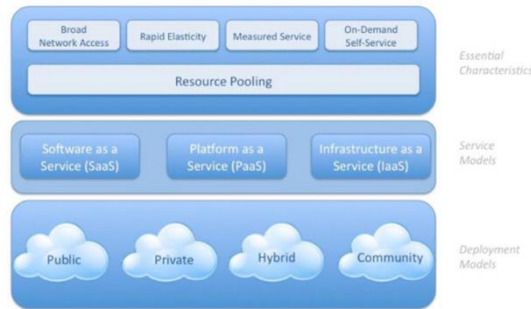 Broad
Network Access
Rapid Elasticity
Measured Service
On-Demand
Self-Service
Resource Pooling
Essential
Characteristics
Software as a
Service (SaaS)
Platform as a
Service (PaaS)
Infrastructure as a
Service (IaaS)
Service
Models
Public
Private
Hybrid
Community
Deployment
Models